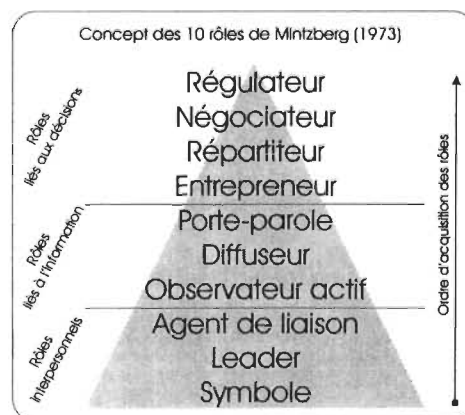 Concept des 10 rôles de Mintzberg (1973)
Rôles
liés aux décisions
Régulateur
Négociateur
Répartiteur
Entrepreneur
Rôles
liés à l'information
Porte-parole
Diffuseur
Observateur actif
Rôles
Interpersonnels
Agent de liaison
Leader
Symbole
Ordre d'acquisition des rôles